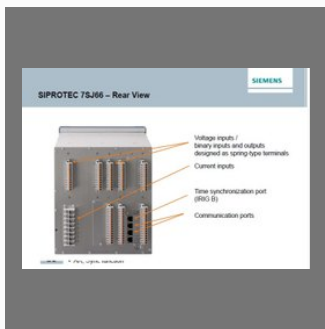 SIEMENS
SIPROTEC 7SJ66 – Rear View
Voltage inputs /
binary inputs and outputs
designed as spring-type terminals
Current inputs
Time synchronization port
(IRIG B)
Communication ports